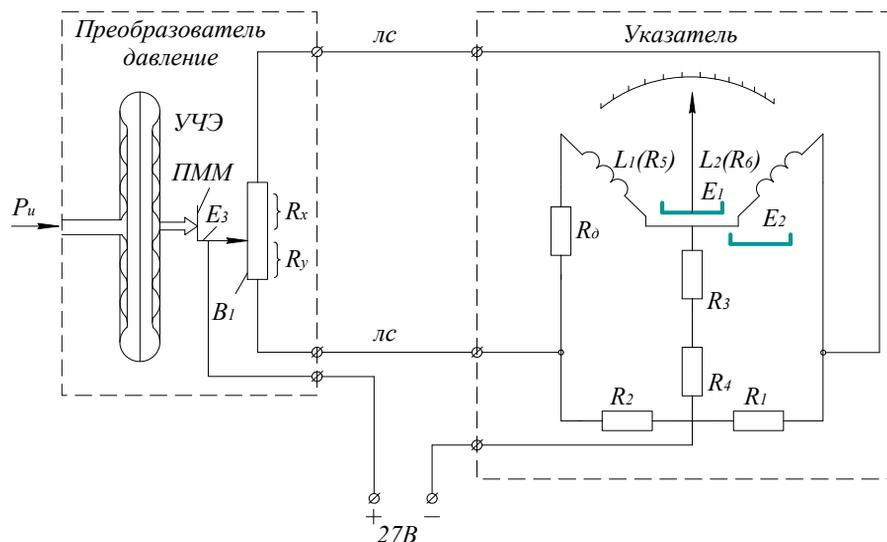 Преобразователь
давление
лс
Указатель
УЧЭ
ПММ
Pи
E3
Rx
Ry
B1
L1(R5)
L2(R6)
E1
E2
Rд
R3
лс
R4
R2
R1
+
−
27В